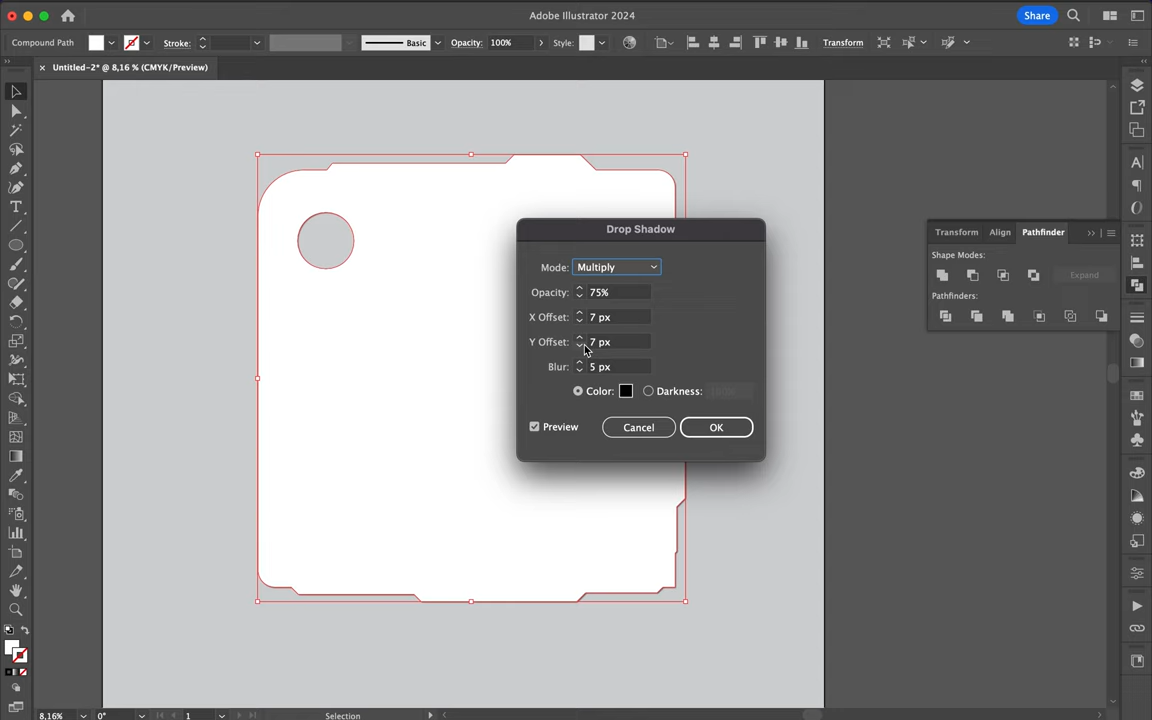 Adobe Illustrator 2024
Share
Compound Path
Stroke:
Basic
Opacity: 100%
Style:
Transform
× Untitled-2* @ 8,16 % (CMYK/Preview)
Drop Shadow
Mode: Multiply
Opacity: 75%
X Offset: 7 px
Y Offset: 7 px
Blur: 5 px
Color:
Darkness:
Preview
Cancel
OK
Transform Align Pathfinder
Shape Modes:
Expand
Pathfinders:
8,16%
0°
1
Selection